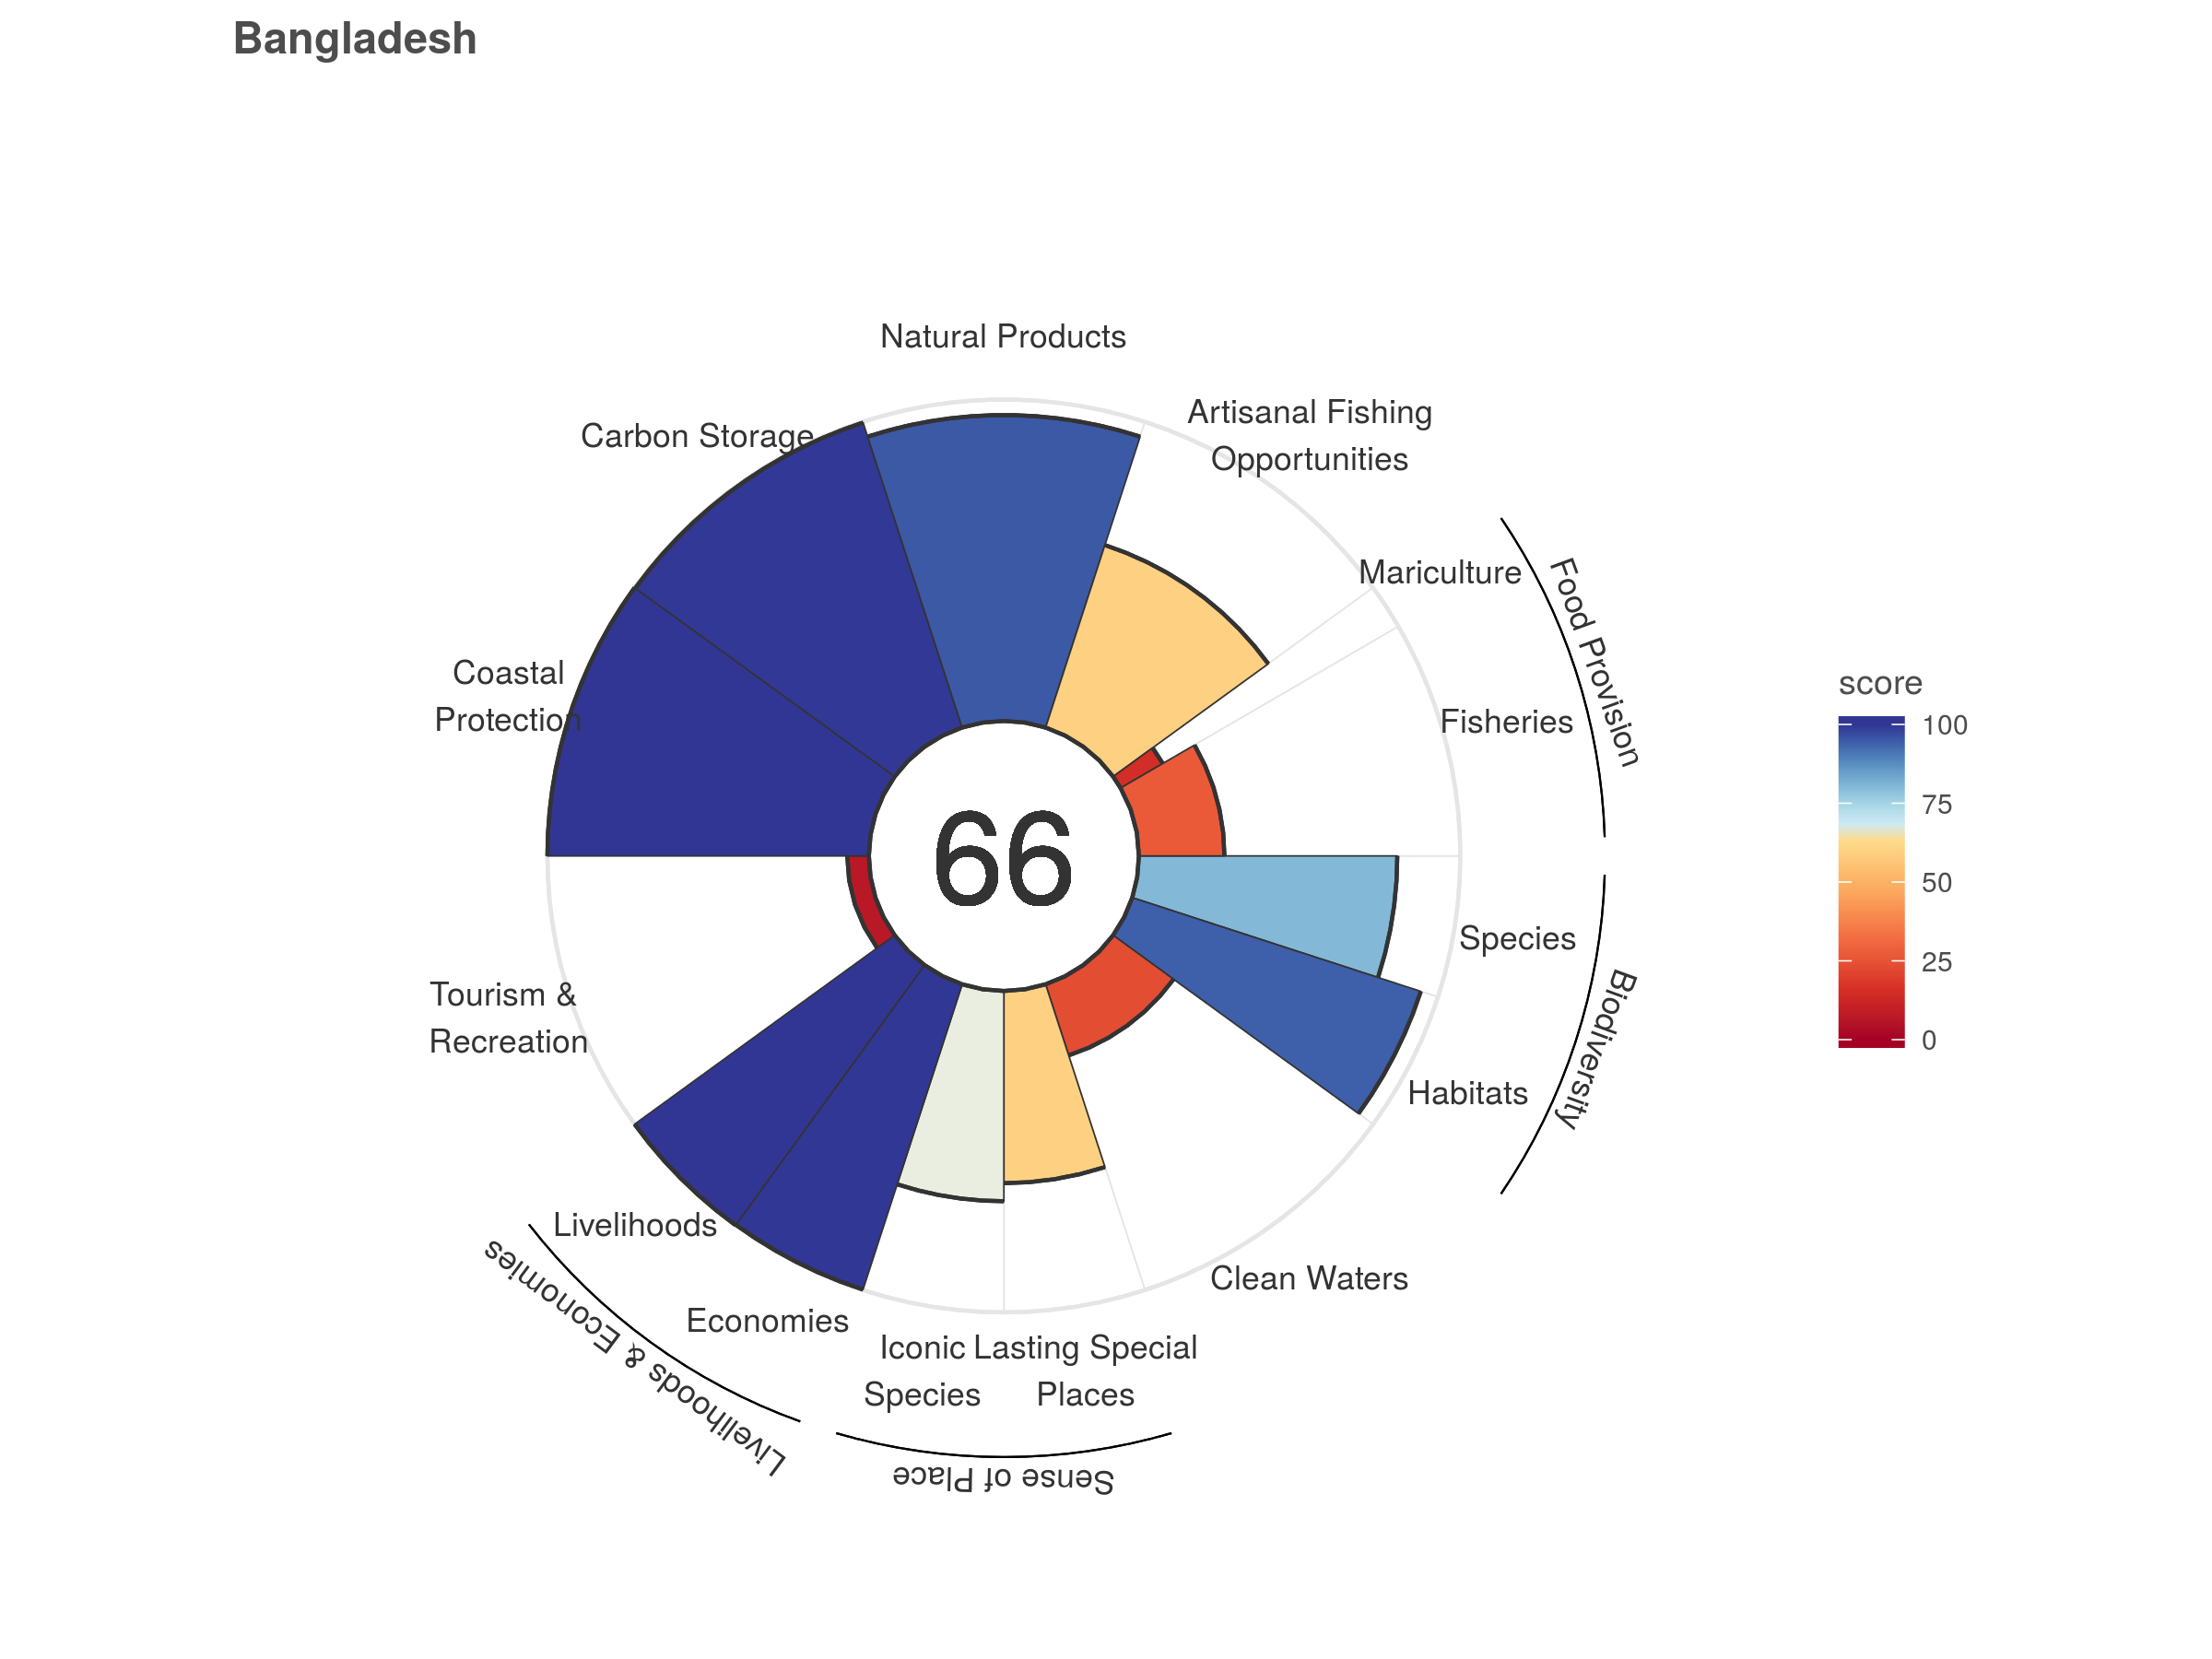 Bangladesh
Natural Products
Artisanal Fishing
Opportunities
Carbon Storage
Mariculture
Food Provision
Coastal
Protection
Fisheries
score
100
75
50
25
0
66
Species
Biodiversity
Tourism &
Recreation
Habitats
Livelihoods
Clean Waters
Economies
Livelihoods & Economies
Iconic
Species
Lasting Special
Places
Sense of Place